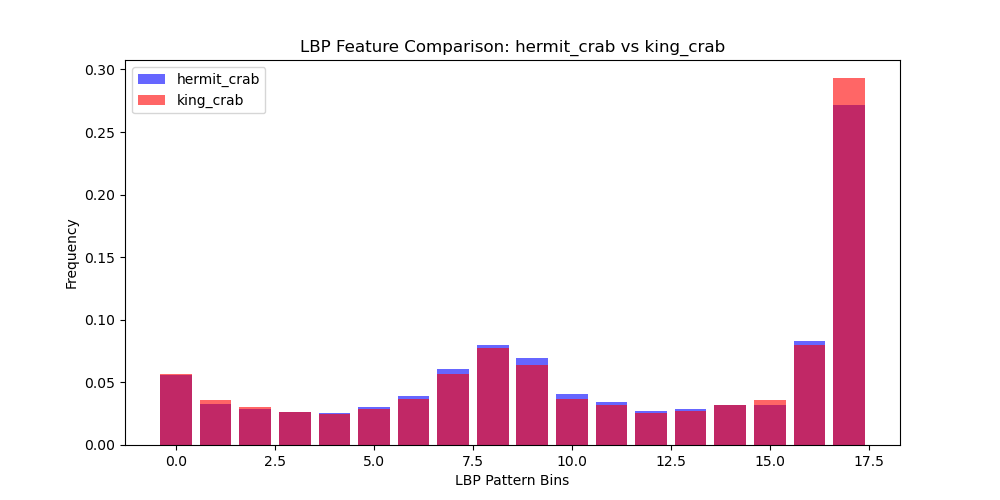 LBP Feature Comparison: hermit_crab vs king_crab
hermit_crab
king_crab
Frequency
0.30
0.25
0.20
0.15
0.10
0.05
0.00
0.0 2.5 5.0 7.5 10.0 12.5 15.0 17.5
LBP Pattern Bins